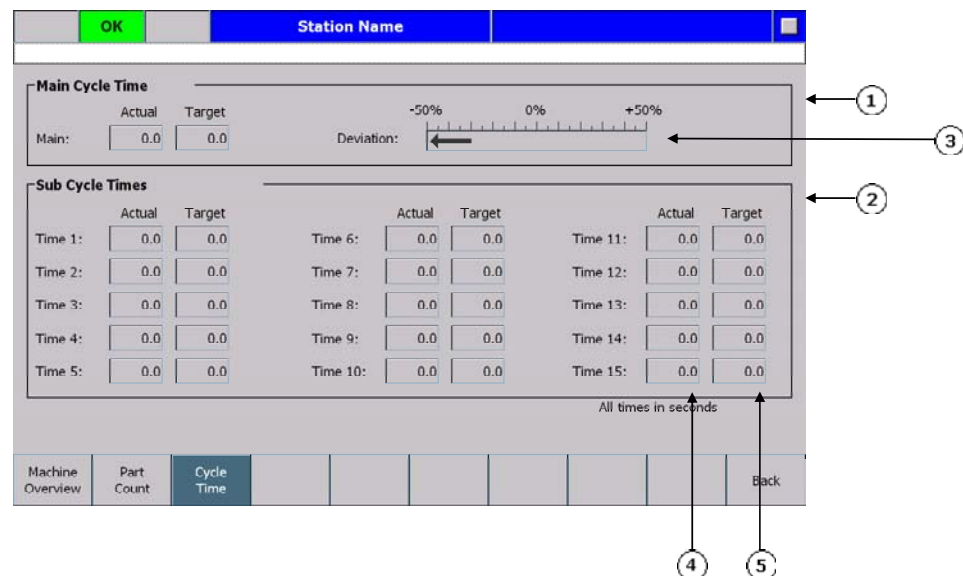 OK Station Name
Main Cycle Time
Actual Target -50% 0% +50%
Main: 0.0 0.0 Deviation:
1
3
Sub Cycle Times
2
Actual Target Actual Target Actual Target
Time 1: 0.0 0.0 Time 6: 0.0 0.0 Time 11: 0.0 0.0
Time 2: 0.0 0.0 Time 7: 0.0 0.0 Time 12: 0.0 0.0
Time 3: 0.0 0.0 Time 8: 0.0 0.0 Time 13: 0.0 0.0
Time 4: 0.0 0.0 Time 9: 0.0 0.0 Time 14: 0.0 0.0
Time 5: 0.0 0.0 Time 10: 0.0 0.0 Time 15: 0.0 0.0
All times in seconds
Machine Part Cycle
Overview Count Time Back
4 5